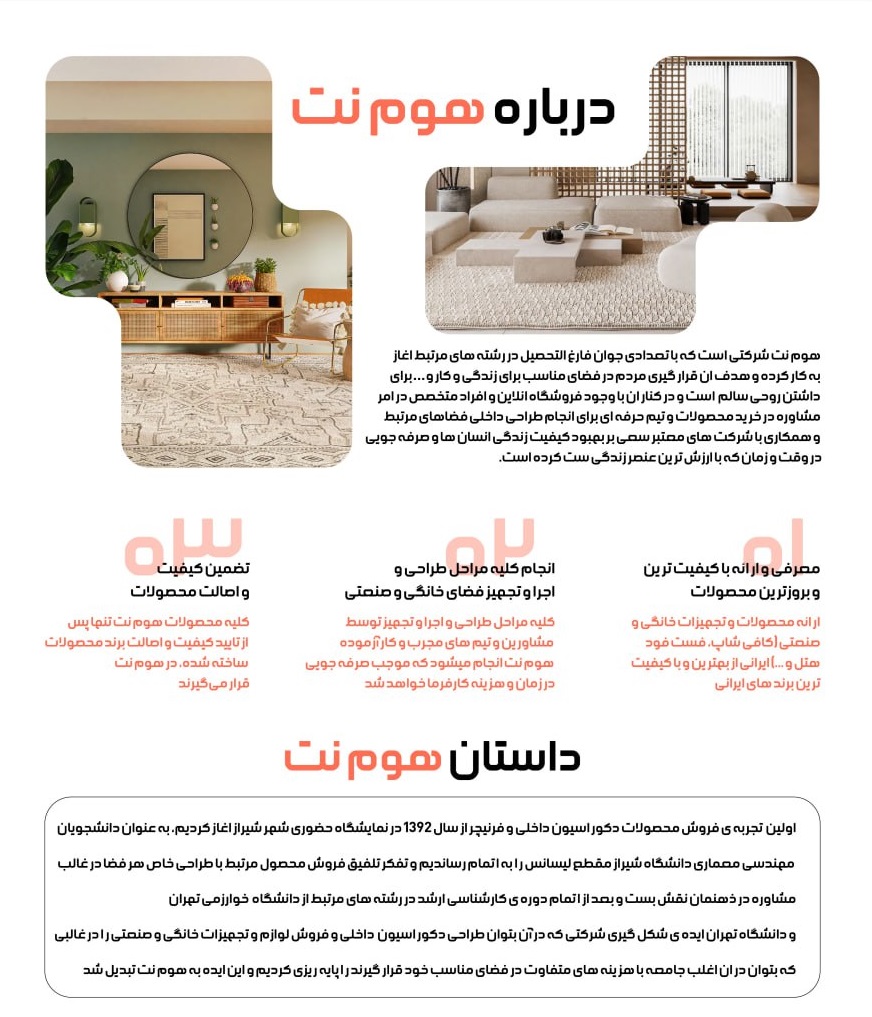 درباره هوم نت
هوم نت شرکتی است که با تعدادی جوان فارغ التحصیل در رشته های مرتبط اغاز
به کار کرده و هدف ان قرار گیری مردم در فضای مناسب برای زندگی و کار و...برای
داشتن روحی سالم است و در کنار ان با وجود فروشگاه انلاین و افراد متخصص در امر
مشاوره در خرید محصولات و تیم حرفه ای برای انجام طراحی داخلی فضاهای مرتبط
و همکاری با شرکت های معتبر سعی بر بهبود کیفیت زندگی انسان ها و صرفه جویی
در وقت و زمان که با ارزش ترین عنصر زندگی ست کرده است.
۰۱
معرفی و ارائه با کیفیت ترین
و بروزترین محصولات
ارائه محصولات و تجهیزات خانگی و
صنعتی (کافی شاپ، فست فود
هتل و ...) ایرانی از بهترین و با کیفیت
ترین برند های ایرانی
۰۲
انجام کلیه مراحل طراحی و
اجرا و تجهیز فضای خانگی و صنعتی
کلیه مراحل طراحی و اجرا و تجهیز توسط
مشاورین و تیم های مجرب و کار آزموده
هوم نت انجام میشود که موجب صرفه جویی
در زمان و هزینه کارفرما خواهد شد
۰۳
تضمین کیفیت
و اصالت محصولات
کلیه محصولات هوم نت تنها پس
از تایید کیفیت و اصالت برند محصولات
ساخته شده، در هوم نت
قرار می‌گیرند
داستان هوم نت
اولین تجربه ی فروش محصولات دکوراسیون داخلی و فرنیچر از سال 1392 در نمایشگاه حضوری شهر شیراز اغاز کردیم، به عنوان دانشجویان
مهندسی معماری دانشگاه شیراز مقطع لیسانس را به اتمام رساندیم و تفکر تلفیق فروش محصول مرتبط با طراحی خاص هر فضا در غالب
مشاوره در ذهنمان نقش بست و بعد از اتمام دوره ی کارشناسی ارشد در رشته های مرتبط از دانشگاه خوارزمی تهران
و دانشگاه تهران ایده ی شکل گیری شرکتی که در آن بتوان طراحی دکوراسیون داخلی و فروش لوازم و تجهیزات خانگی و صنعتی را در غالبی
که بتوان در ان اغلب جامعه با هزینه های متفاوت در فضای مناسب خود قرار گیرند را پایه ریزی کردیم و این ایده به هوم نت تبدیل شد